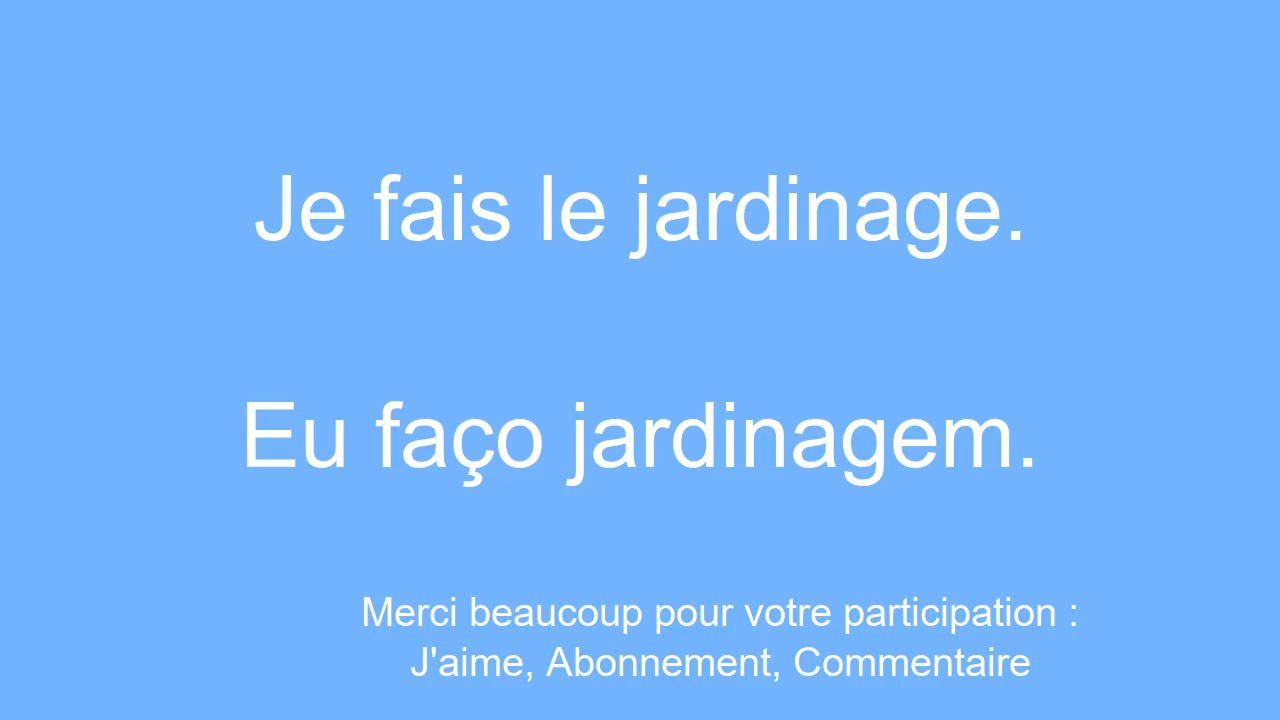 Je fais le jardinage.
Eu faço jardinagem.
Merci beaucoup pour votre participation :
J'aime, Abonnement, Commentaire